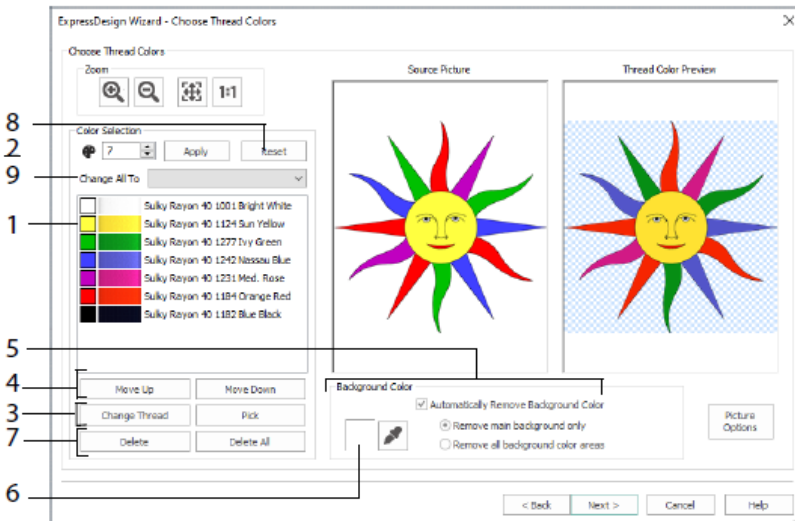 ExpressDesign Wizard - Choose Thread Colors
Choose Thread Colors
Zoom
1:1
Source Picture
Thread Color Preview
8
Color Selection
2
7
Apply
Reset
9
Change All To
1
Sulky Rayon 40 1001 Bright White
Sulky Rayon 40 1124 Sun Yellow
Sulky Rayon 40 1277 Ivy Green
Sulky Rayon 40 1242 Nassau Blue
Sulky Rayon 40 1231 Med. Rose
Sulky Rayon 40 1184 Orange Red
Sulky Rayon 40 1182 Blue Black
5
4
Move Up
Move Down
Background Color
Automatically Remove Background Color
3
Change Thread
Pick
Remove main background only
Picture
Options
7
Delete
Delete All
Remove all background color areas
6
< Back
Next >
Cancel
Help